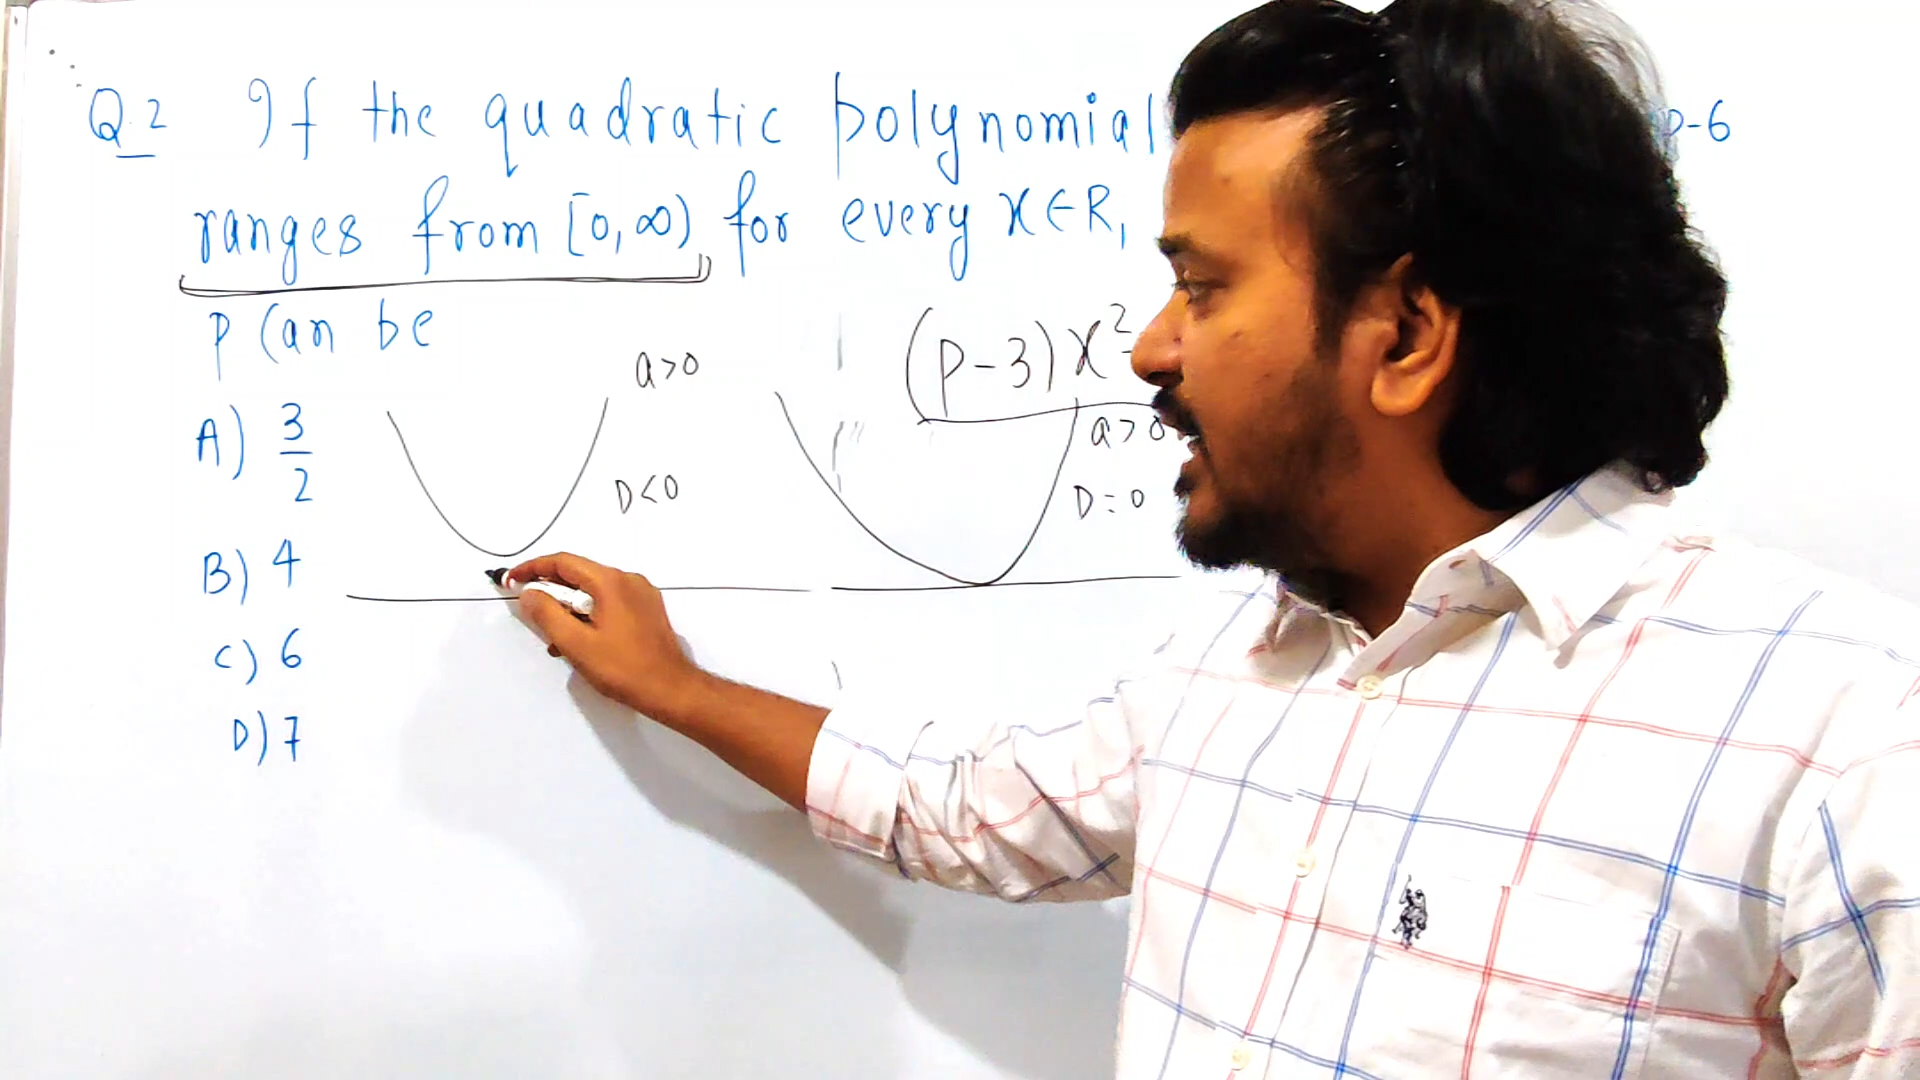 Q.2 If the quadratic polynomial p-6
ranges from [0,∞) for every x∈R,
P can be
(p-3)x²-
a>0
A) 3/2
a>0
D<0
D=0
B) 4
C) 6
D) 7